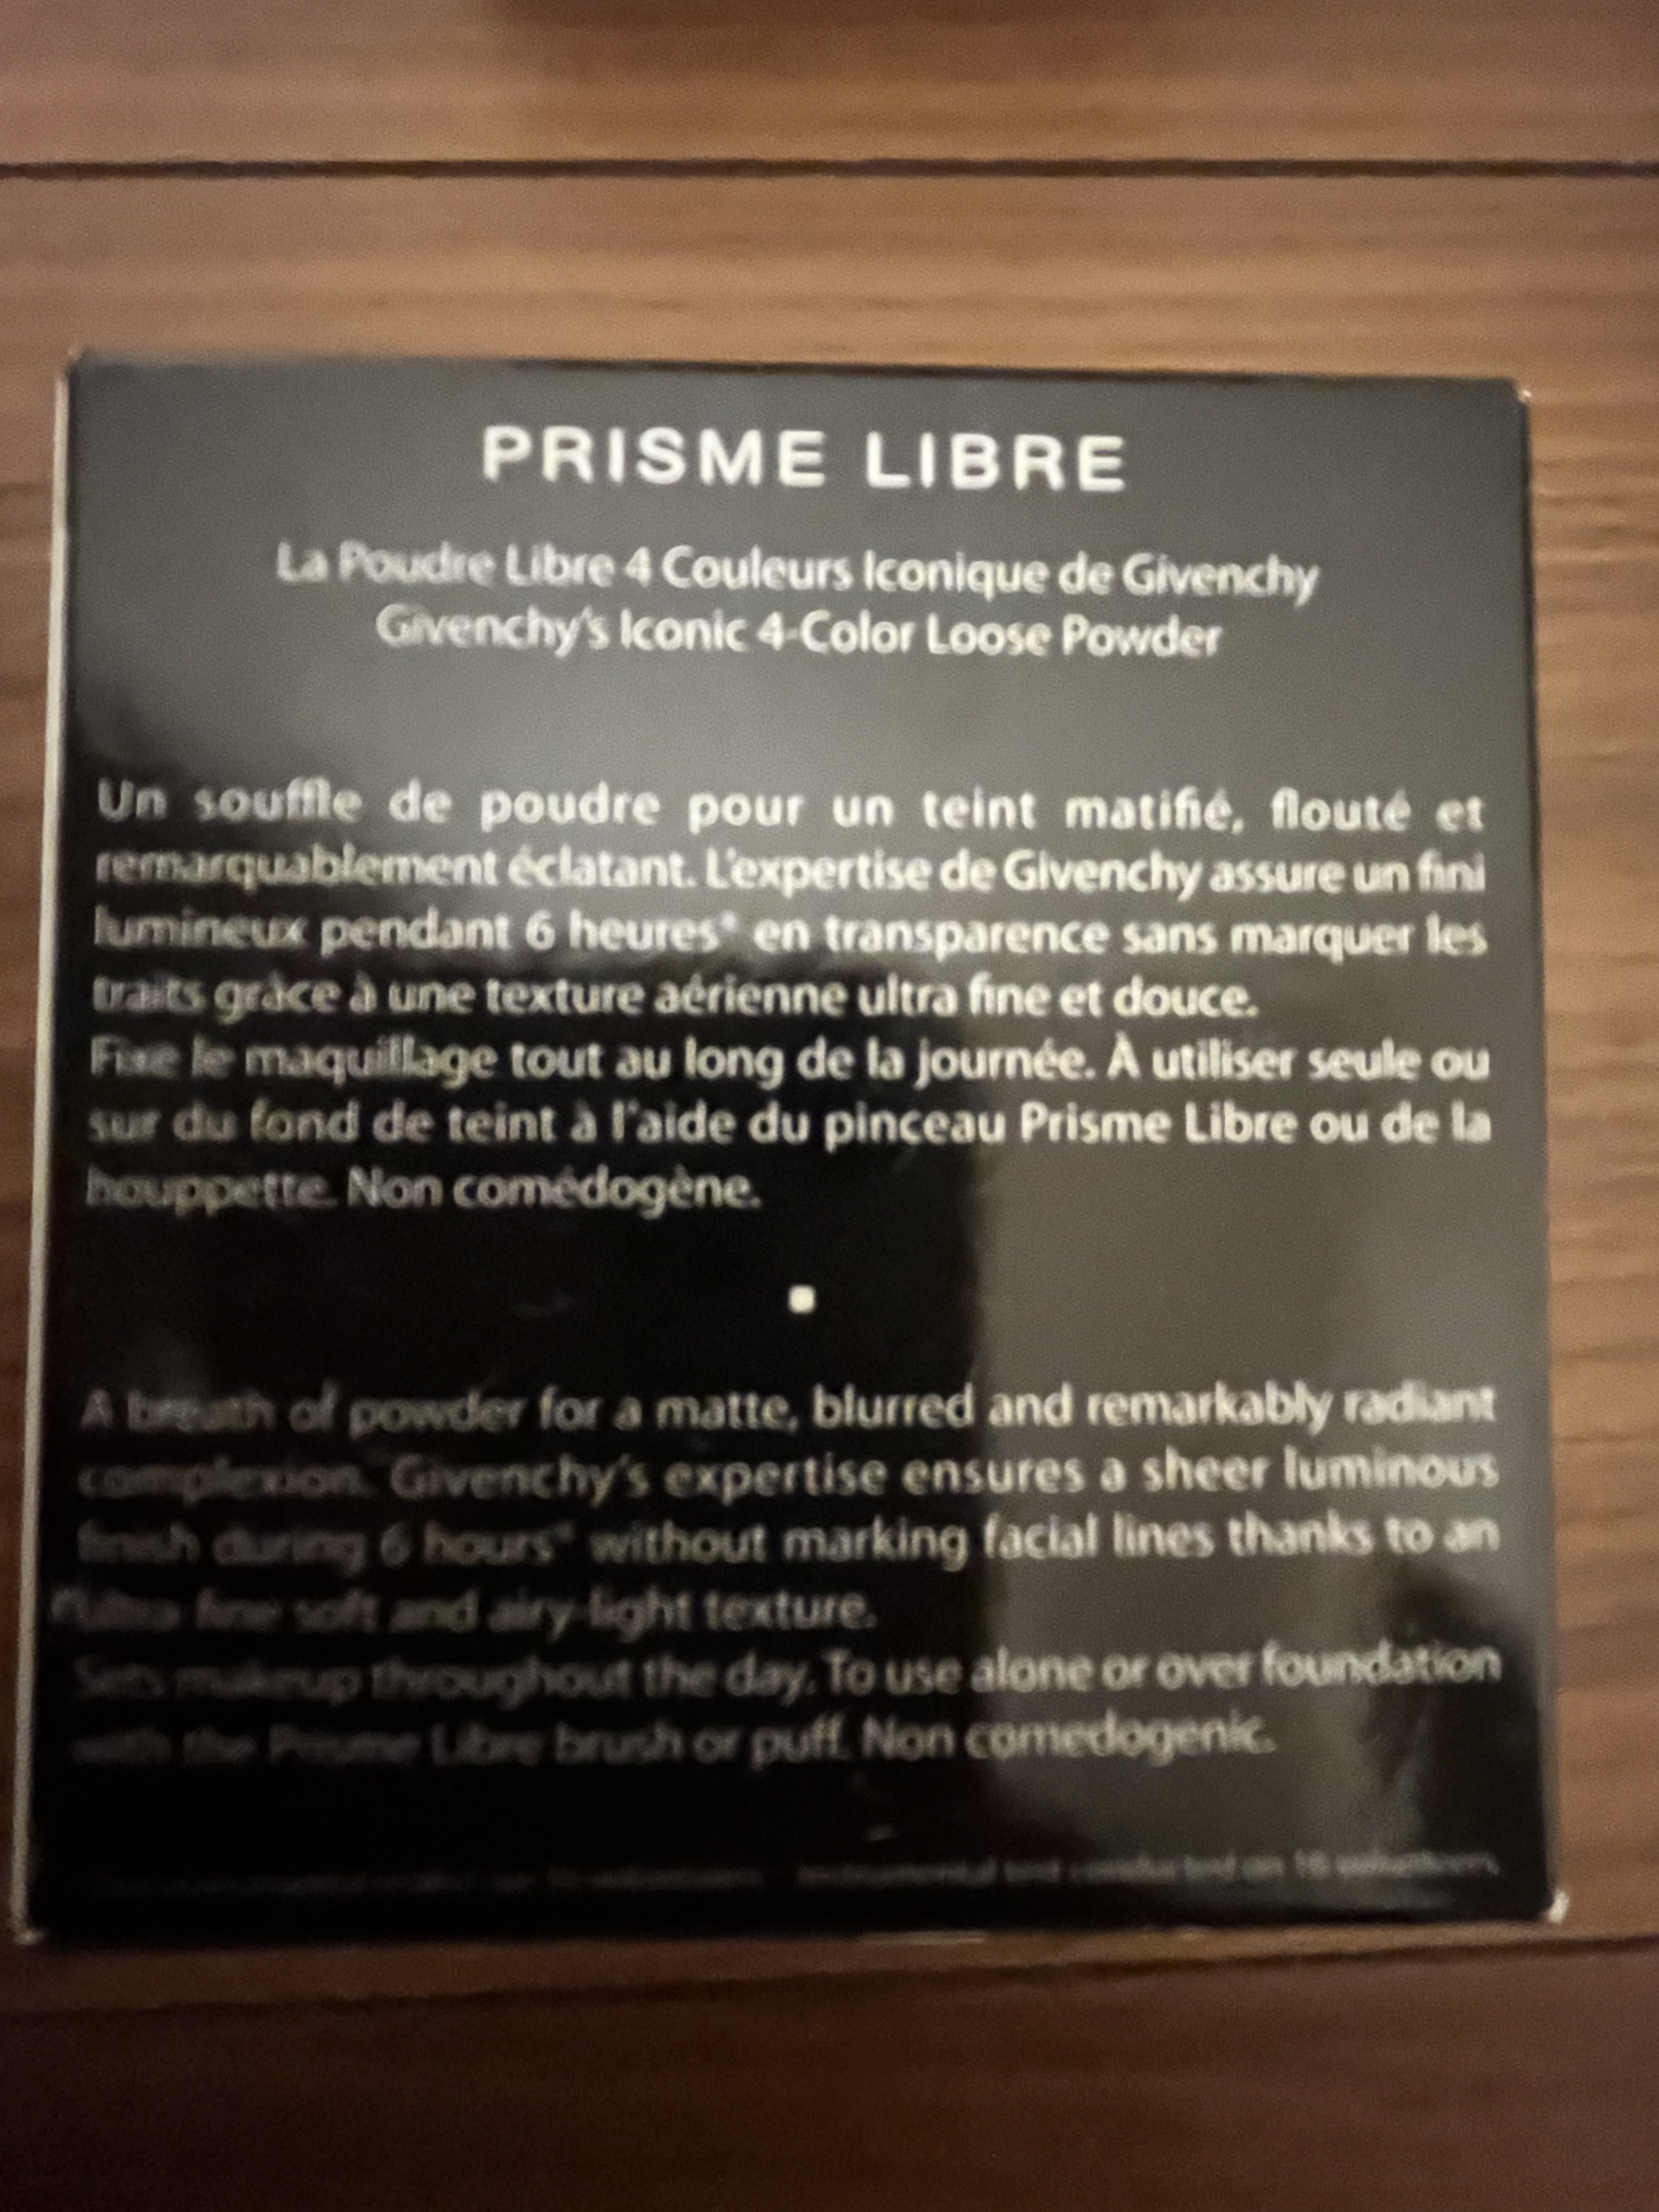 PRISME LIBRE
La Poudre Libre 4 Couleurs Iconique de Givenchy
Givenchy's Iconic 4-Color Loose Powder
Un souffle de poudre pour un teint matifié, flouté et
remarquablement éclatant. L'expertise de Givenchy assure un fini
lumineux pendant 6 heures* en transparence sans marquer les
traits grâce à une texture aérienne ultra fine et douce.
Fixe le maquillage tout au long de la journée. À utiliser seule ou
sur du fond de teint à l'aide du pinceau Prisme Libre ou de la
houppette. Non comédogène.
A breath of powder for a matte, blurred and remarkably radiant
complexion. Givenchy's expertise ensures a sheer luminous
finish during 6 hours* without marking facial lines thanks to an
fine soft and airy-light texture.
Sets makeup throughout the day. To use alone or over foundation
with the Prisme Libre brush or puff. Non comedogenic.
Instrumental test conducted on volunteers